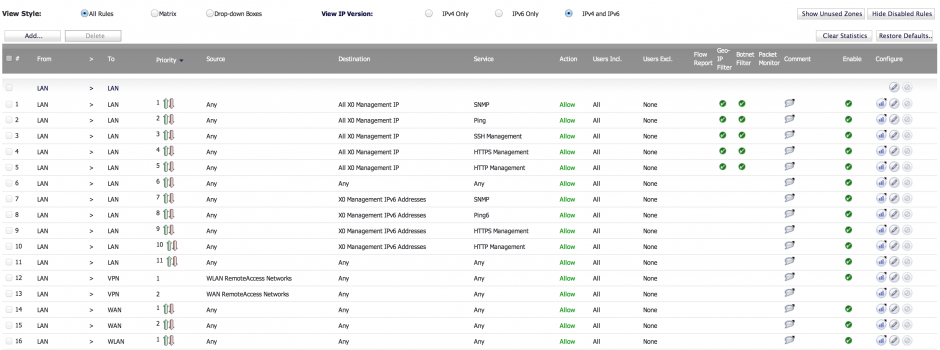 View Style: All Rules Matrix Drop-down Boxes View IP Version: IPv4 Only IPv6 Only IPv4 and IPv6 Show Unused Zones Hide Disabled Rules
Add... Delete Clear Statistics Restore Defaults..
# From > To Priority Source Destination Service Action Users Incl. Users Excl. Flow Report Geo-IP Filter Botnet Filter Packet Monitor Comment Enable Configure
LAN > LAN
1 LAN > LAN 1 Any All X0 Management IP SNMP Allow All None
2 LAN > LAN 2 Any All X0 Management IP Ping Allow All None
3 LAN > LAN 3 Any All X0 Management IP SSH Management Allow All None
4 LAN > LAN 4 Any All X0 Management IP HTTPS Management Allow All None
5 LAN > LAN 5 Any All X0 Management IP HTTP Management Allow All None
6 LAN > LAN 6 Any Any Any Allow All None
7 LAN > LAN 7 Any X0 Management IPv6 Addresses SNMP Allow All None
8 LAN > LAN 8 Any X0 Management IPv6 Addresses Ping6 Allow All None
9 LAN > LAN 9 Any X0 Management IPv6 Addresses HTTPS Management Allow All None
10 LAN > LAN 10 Any X0 Management IPv6 Addresses HTTP Management Allow All None
11 LAN > LAN 11 Any Any Any Allow All None
12 LAN > VPN 1 WLAN RemoteAccess Networks Any Any Allow All None
13 LAN > VPN 2 WAN RemoteAccess Networks Any Any Allow All None
14 LAN > WAN 1 Any Any Any Allow All None
15 LAN > WAN 2 Any Any Any Allow All None
16 LAN > WLAN 1 Any Any Any Allow All None